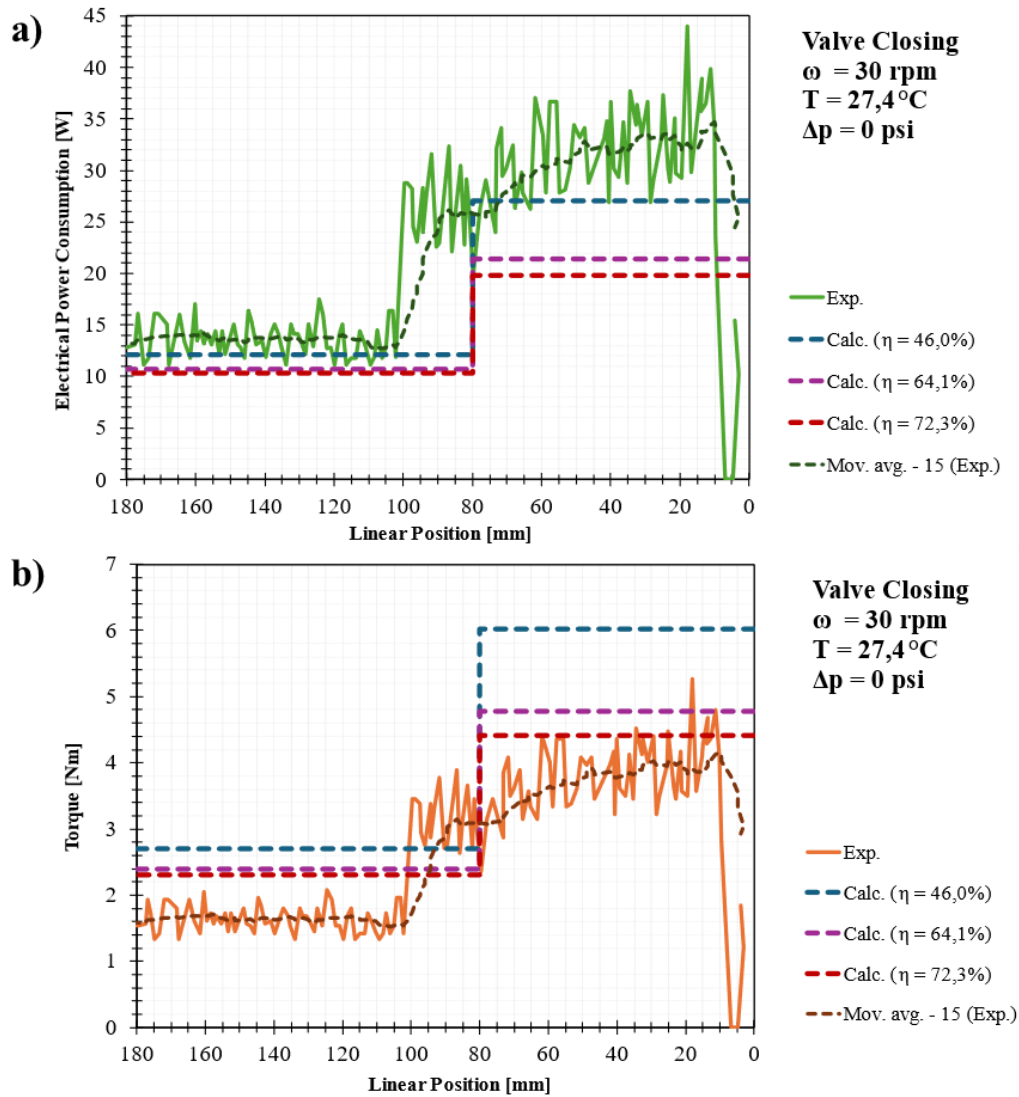 a)
45
40
35
30
25
20
15
10
5
0
Electrical Power Consumption [W]
180 160 140 120 100 80 60 40 20 0
Linear Position [mm]
Valve Closing
ω = 30 rpm
T = 27,4°C
Δp = 0 psi
Exp.
Calc. (η = 46,0%)
Calc. (η = 64,1%)
Calc. (η = 72,3%)
Mov. avg. - 15 (Exp.)
b)
7
6
5
4
3
2
1
0
Torque [Nm]
180 160 140 120 100 80 60 40 20 0
Linear Position [mm]
Valve Closing
ω = 30 rpm
T = 27,4°C
Δp = 0 psi
Exp.
Calc. (η = 46,0%)
Calc. (η = 64,1%)
Calc. (η = 72,3%)
Mov. avg. - 15 (Exp.)